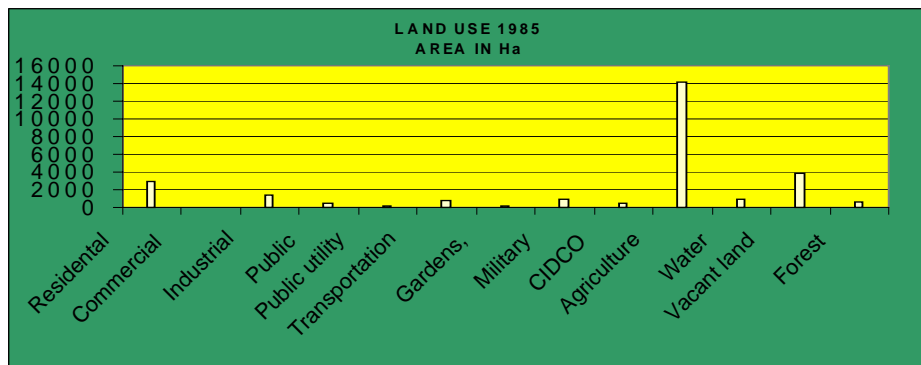 LAND USE 1985
AREA IN Ha
16000
14000
12000
10000
8000
6000
4000
2000
0
Residental
Commercial
Industrial
Public
Public utility
Transportation
Gardens,
Military
CIDCO
Agriculture
Water
Vacant land
Forest